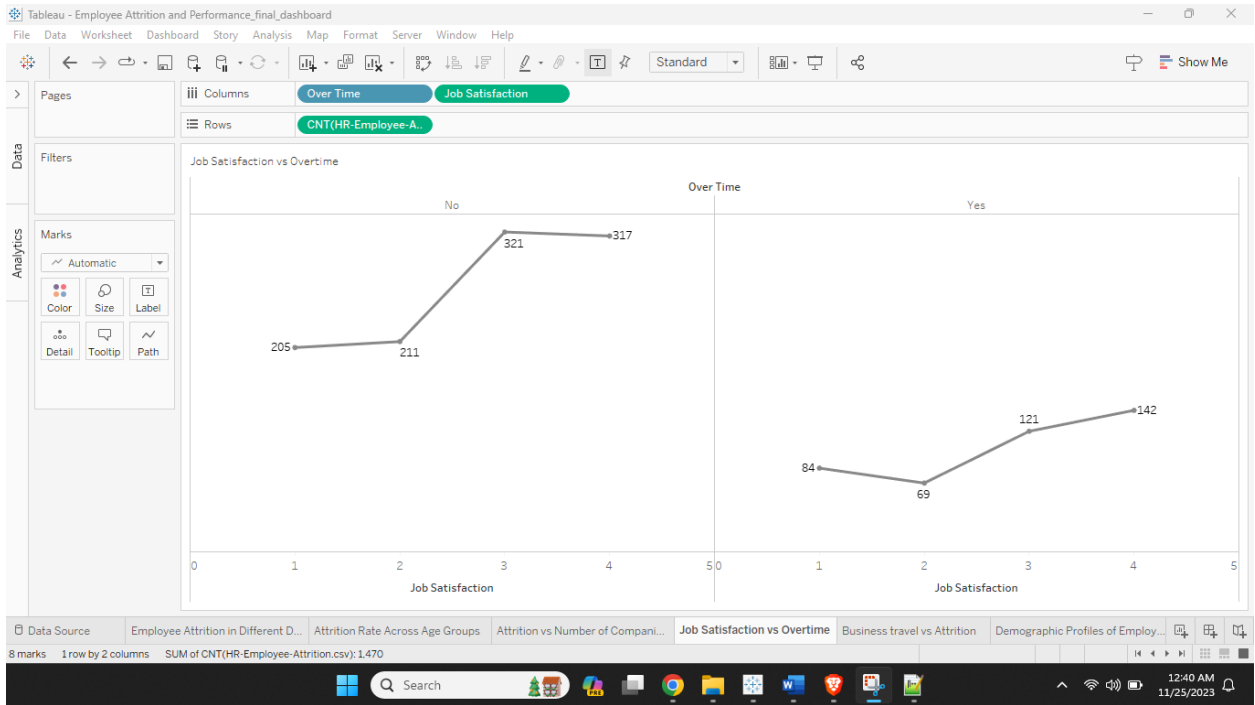 Tableau - Employee Attrition and Performance_final_dashboard
File Data Worksheet Dashboard Story Analysis Map Format Server Window Help
Standard
Show Me
Pages
iii Columns
Over Time
Job Satisfaction
Rows
CNT(HR-Employee-A..
Data
Analytics
Filters
Marks
Automatic
Color Size Label
Detail Tooltip Path
Job Satisfaction vs Overtime
Over Time
No Yes
205 211 321 317
84 69 121 142
0 1 2 3 4 5 0 1 2 3 4 5
Job Satisfaction Job Satisfaction
Data Source Employee Attrition in Different D... Attrition Rate Across Age Groups Attrition vs Number of Compani... Job Satisfaction vs Overtime Business travel vs Attrition Demographic Profiles of Employ...
8 marks 1 row by 2 columns SUM of CNT(HR-Employee-Attrition.csv): 1,470
Search
PRE
12:40 AM
11/25/2023